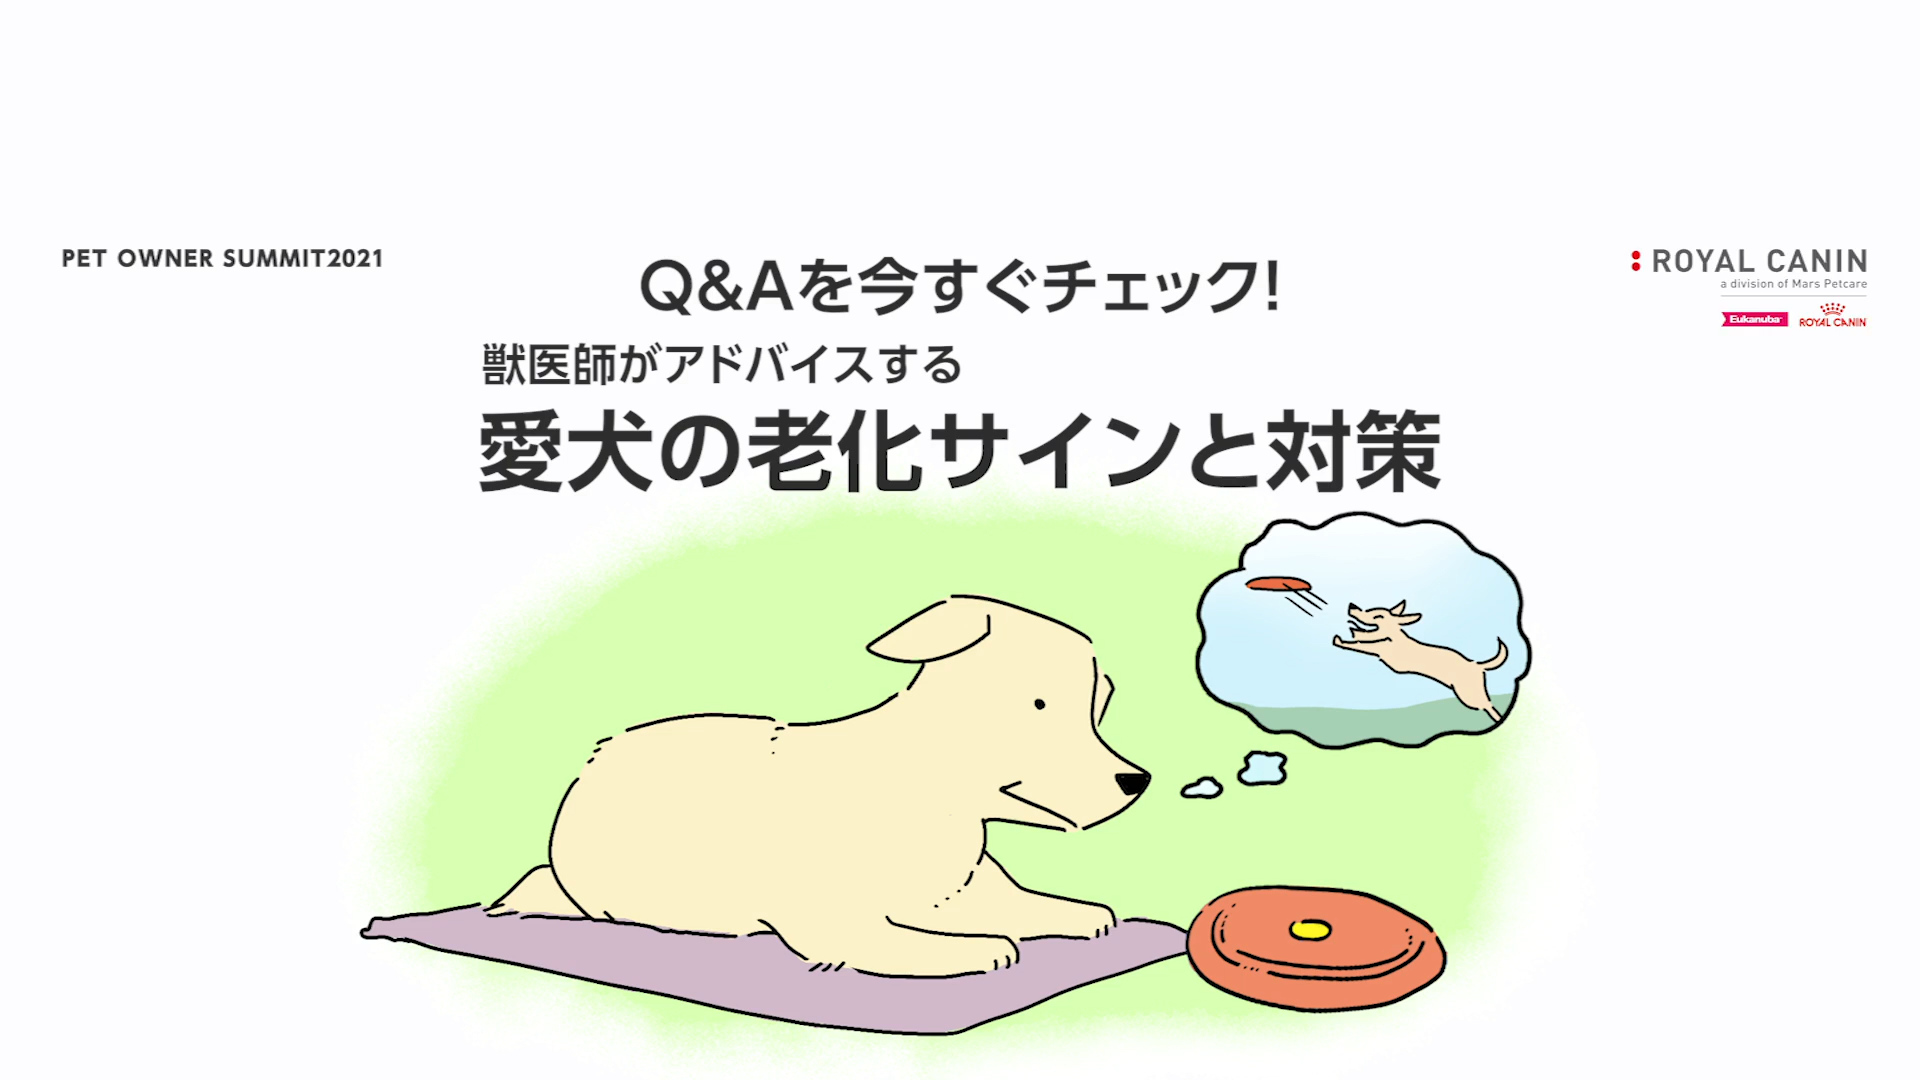 PET OWNER SUMMIT2021
ROYAL CANIN
a division of Mars Petcare
Eukanuba
ROYAL CANIN
Q&Aを今すぐチェック!
獣医師がアドバイスする
愛犬の老化サインと対策